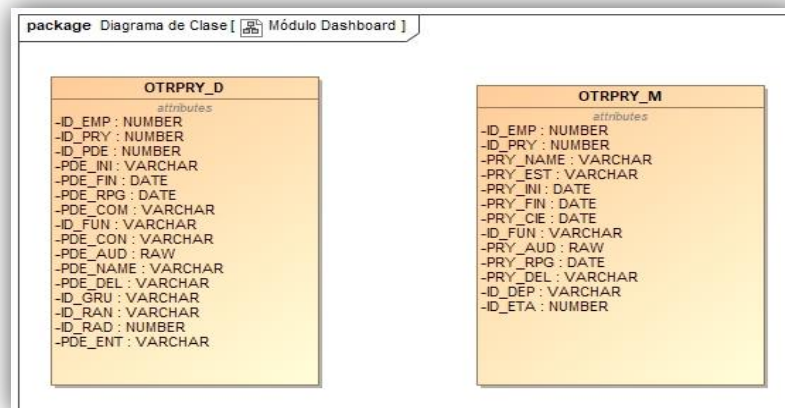 package Diagrama de Clase [ Módulo Dashboard ]
OTRPRY_D
attributes
-ID_EMP : NUMBER
-ID_PRY : NUMBER
-ID_PDE : NUMBER
-PDE_INI : VARCHAR
-PDE_FIN : DATE
-PDE_RPG : DATE
-PDE_COM : VARCHAR
-ID_FUN : VARCHAR
-PDE_CON : VARCHAR
-PDE_AUD : RAW
-PDE_NAME : VARCHAR
-PDE_DEL : VARCHAR
-ID_GRU : VARCHAR
-ID_RAN : VARCHAR
-ID_RAD : NUMBER
-PDE_ENT : VARCHAR
OTRPRY_M
attributes
-ID_EMP : NUMBER
-ID_PRY : NUMBER
-PRY_NAME : VARCHAR
-PRY_EST : VARCHAR
-PRY_INI : DATE
-PRY_FIN : DATE
-PRY_CIE : DATE
-ID_FUN : VARCHAR
-PRY_AUD : RAW
-PRY_RPG : DATE
-PRY_DEL : VARCHAR
-ID_DEP : VARCHAR
-ID_ETA : NUMBER